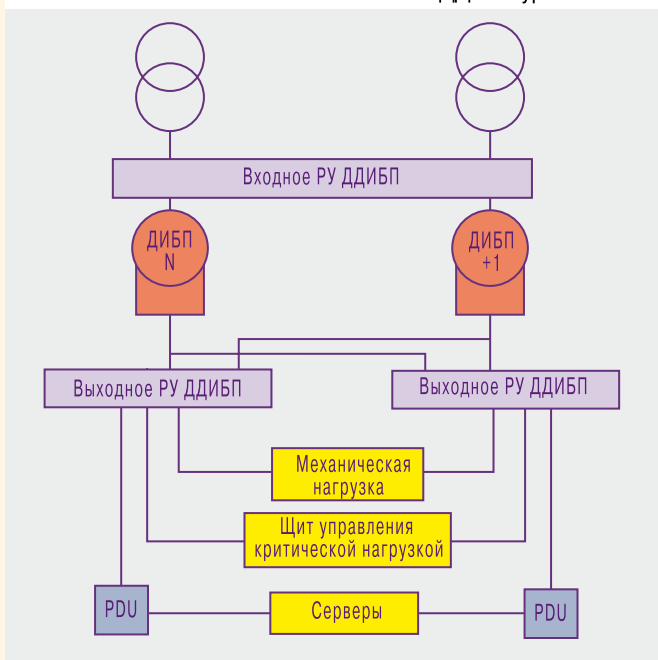 Входное РУ ДДИБП
ДИБП
N
ДИБП
+1
Выходное РУ ДДИБП
Выходное РУ ДДИБП
Механическая
нагрузка
Щит управления
критической нагрузкой
PDU
Серверы
PDU